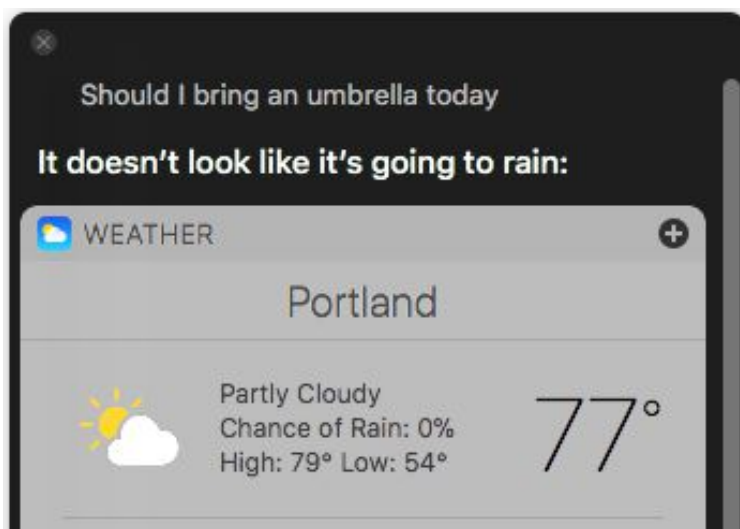 Should I bring an umbrella today
It doesn't look like it's going to rain:
WEATHER
Portland
Partly Cloudy
Chance of Rain: 0%
High: 79° Low: 54°
77°